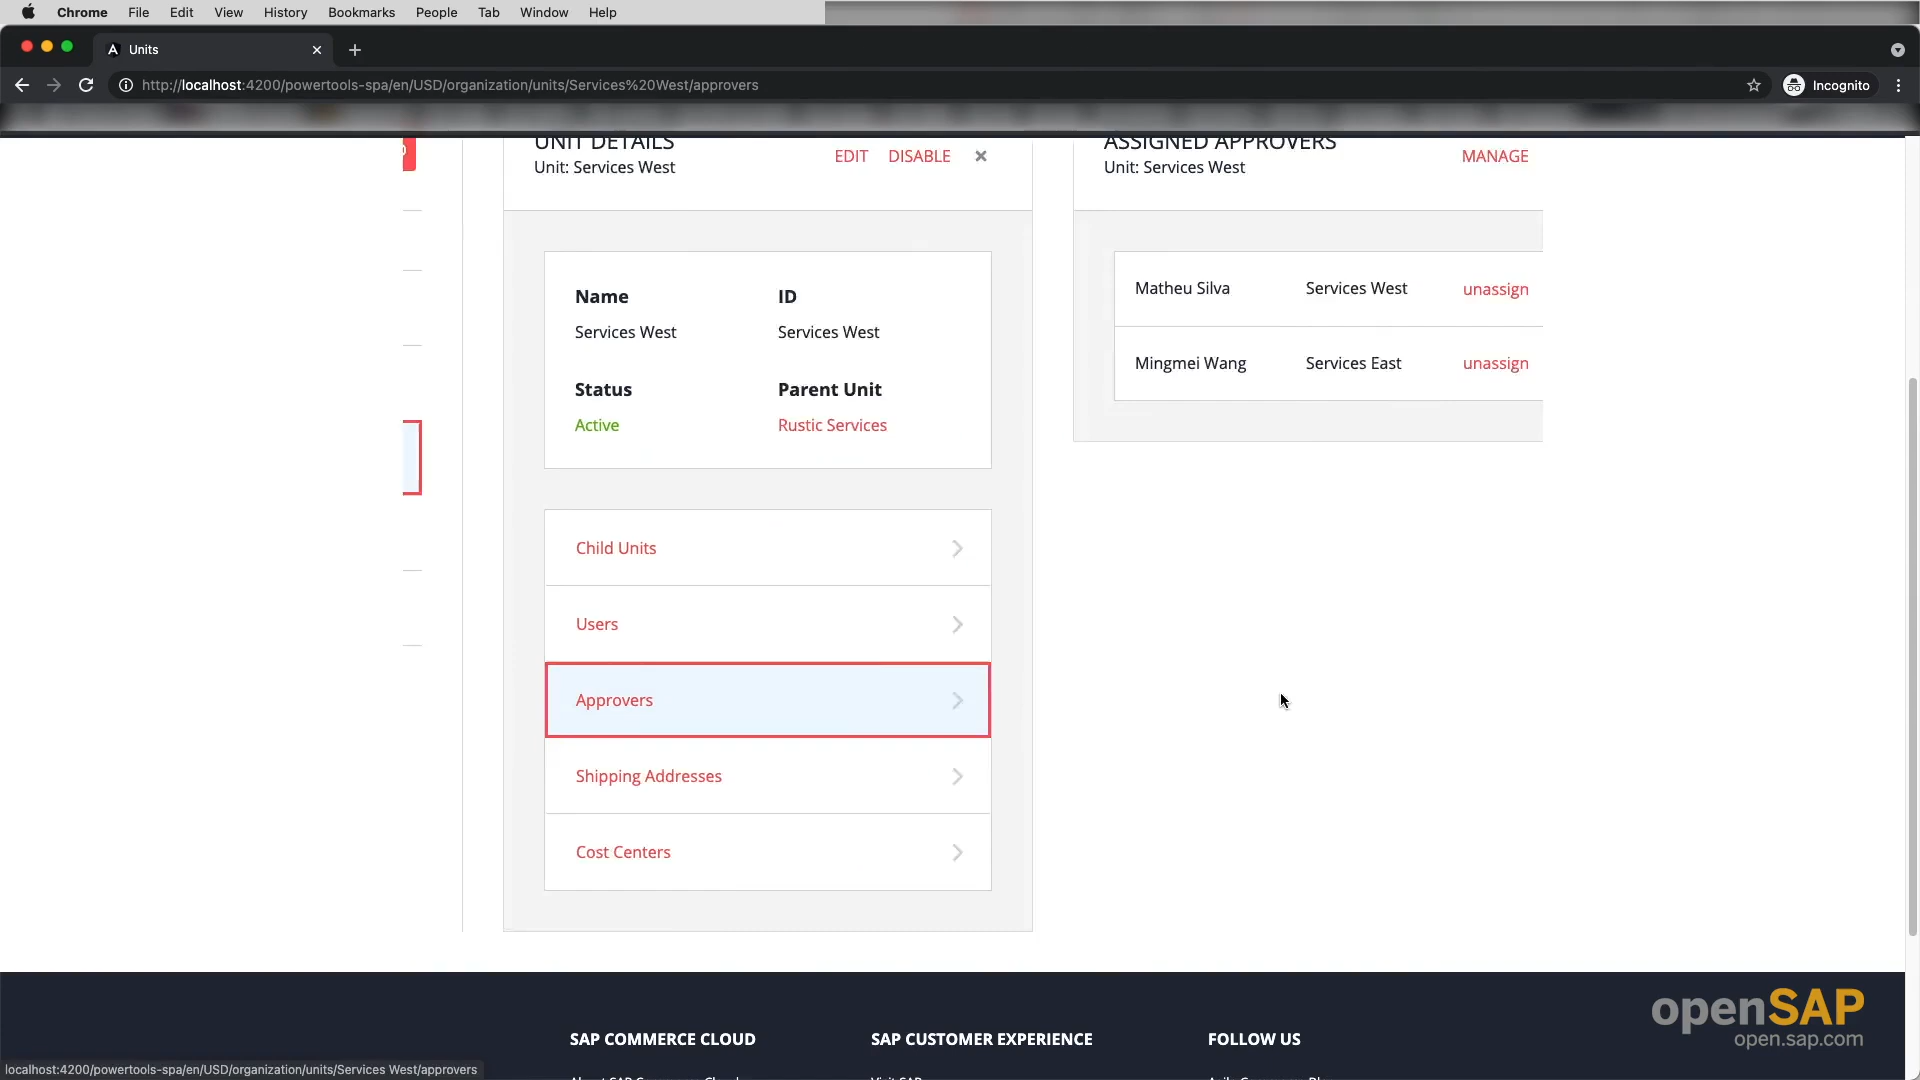 Chrome File Edit View History Bookmarks People Tab Window Help
Units
http://localhost:4200/powertools-spa/en/USD/organization/units/Services%20West/approvers
Incognito
UNIT DETAILS
Unit: Services West
EDIT DISABLE
ASSIGNED APPROVERS
Unit: Services West
MANAGE
Name ID
Services West Services West
Status Parent Unit
Active Rustic Services
Matheu Silva Services West unassign
Mingmei Wang Services East unassign
Child Units
Users
Approvers
Shipping Addresses
Cost Centers
SAP COMMERCE CLOUD SAP CUSTOMER EXPERIENCE FOLLOW US
openSAP
open.sap.com
localhost:4200/powertools-spa/en/USD/organization/units/Services West/approvers